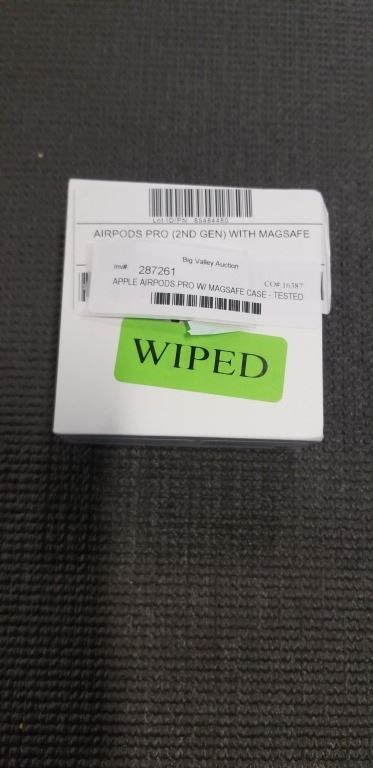 Lot ID/PN: 85464480
AIRPODS PRO (2ND GEN) WITH MAGSAFE
Big Valley Auction
Inv# 287261 CO# 16387
APPLE AIRPODS PRO W/ MAGSAFE CASE - TESTED
WIPED